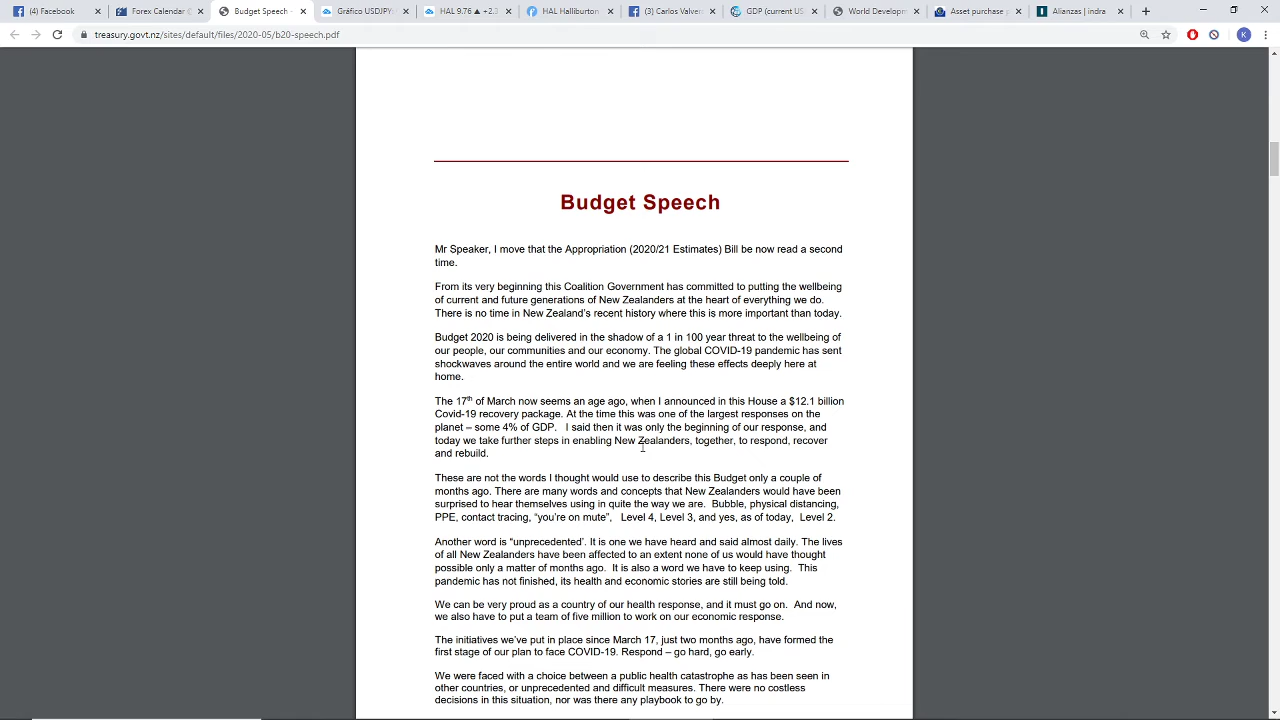 (4) Facebook
Forex Calendar @
Budget Speech -
Gráfico USDJPY:
HAL 9.76 ▲ +2.3
HAL Halliburton
(3) Carlos Valver
GDP (current US
World Developm
Asset purchase
Alianzas | indra
treasury.govt.nz/sites/default/files/2020-05/b20-speech.pdf
K
Budget Speech
Mr Speaker, I move that the Appropriation (2020/21 Estimates) Bill be now read a second
time.
From its very beginning this Coalition Government has committed to putting the wellbeing
of current and future generations of New Zealanders at the heart of everything we do.
There is no time in New Zealand's recent history where this is more important than today.
Budget 2020 is being delivered in the shadow of a 1 in 100 year threat to the wellbeing of
our people, our communities and our economy. The global COVID-19 pandemic has sent
shockwaves around the entire world and we are feeling these effects deeply here at
home.
The 17th of March now seems an age ago, when I announced in this House a $12.1 billion
Covid-19 recovery package. At the time this was one of the largest responses on the
planet – some 4% of GDP. I said then it was only the beginning of our response, and
today we take further steps in enabling New Zealanders, together, to respond, recover
and rebuild.
These are not the words I thought would use to describe this Budget only a couple of
months ago. There are many words and concepts that New Zealanders would have been
surprised to hear themselves using in quite the way we are. Bubble, physical distancing,
PPE, contact tracing, "you're on mute", Level 4, Level 3, and yes, as of today, Level 2.
Another word is "unprecedented'. It is one we have heard and said almost daily. The lives
of all New Zealanders have been affected to an extent none of us would have thought
possible only a matter of months ago. It is also a word we have to keep using. This
pandemic has not finished, its health and economic stories are still being told.
We can be very proud as a country of our health response, and it must go on. And now,
we also have to put a team of five million to work on our economic response.
The initiatives we've put in place since March 17, just two months ago, have formed the
first stage of our plan to face COVID-19. Respond – go hard, go early.
We were faced with a choice between a public health catastrophe as has been seen in
other countries, or unprecedented and difficult measures. There were no costless
decisions in this situation, nor was there any playbook to go by.